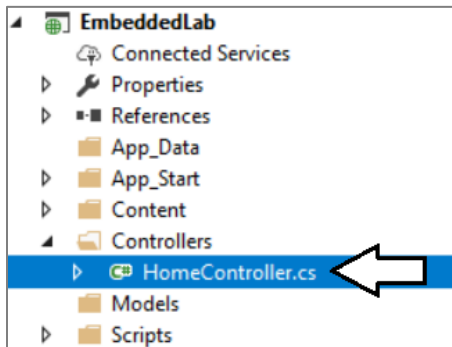 EmbeddedLab
Connected Services
Properties
References
App_Data
App_Start
Content
Controllers
C# HomeController.cs
Models
Scripts